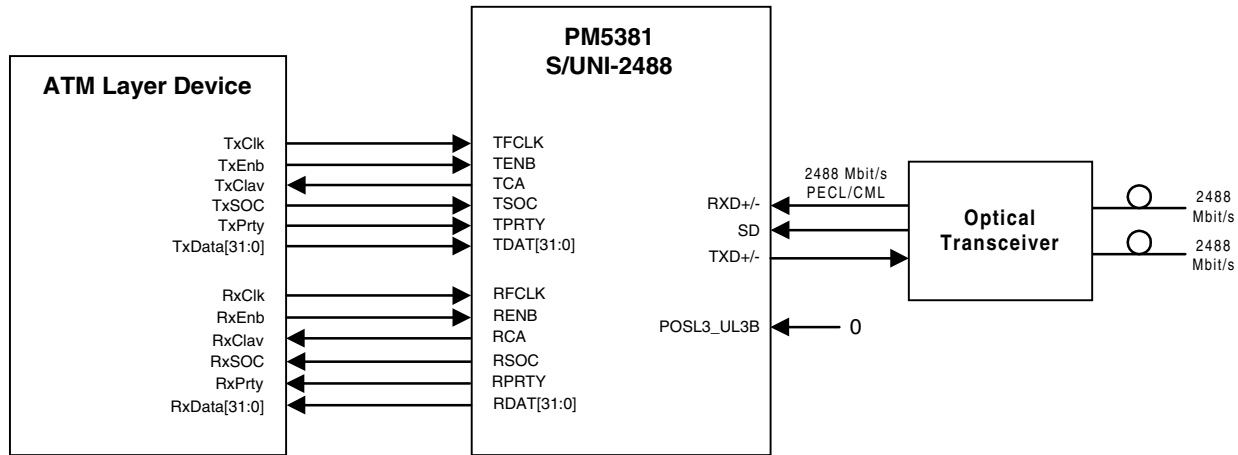 ATM Layer Device
TxClk
TxEnb
TxClav
TxSOC
TxPrty
TxData[31:0]
RxClk
RxEnb
RxClav
RxSOC
RxPrty
RxData[31:0]
PM5381
S/UNI-2488
TFCLK
TENB
TCA
TSOC
TPRTY
TDAT[31:0]
RFCLK
RENB
RCA
RSOC
RPRTY
RDAT[31:0]
RXD+/-
SD
TXD+/-
POSL3_UL3B
0
2488 Mbit/s
PECL/CML
Optical
Transceiver
2488
Mbit/s
2488
Mbit/s